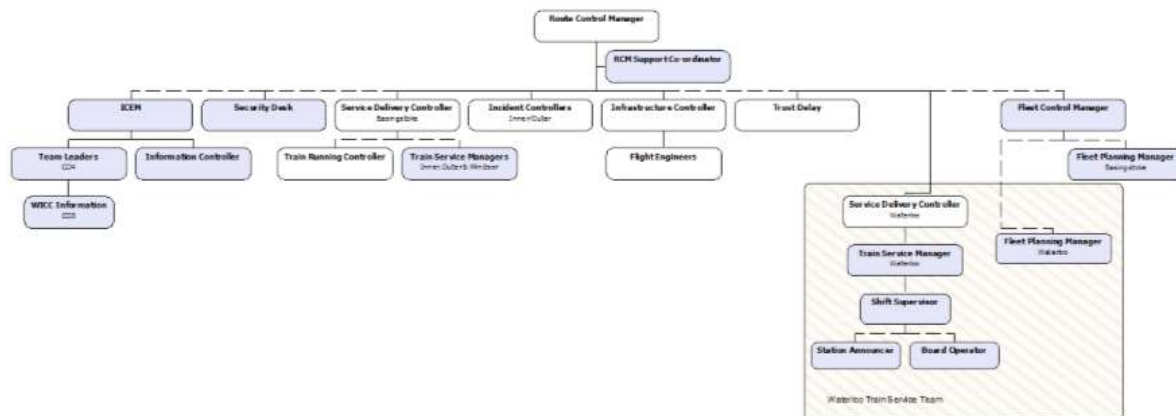 Route Control Manager
RCM Support Co-ordinator
ICEM
Security Desk
Service Delivery Controller
Basingstoke
Incident Controllers
Inner/Outer
Infrastructure Controller
Trust Delay
Fleet Control Manager
Team Leaders
Information Controller
Train Running Controller
Train Service Managers
Flight Engineers
Fleet Planning Manager
Basingstoke
WICC Information
Service Delivery Controller
Waterloo
Fleet Planning Manager
Waterloo
Train Service Manager
Waterloo
Shift Supervisor
Station Announcer
Board Operator
Waterloo Train Service Team